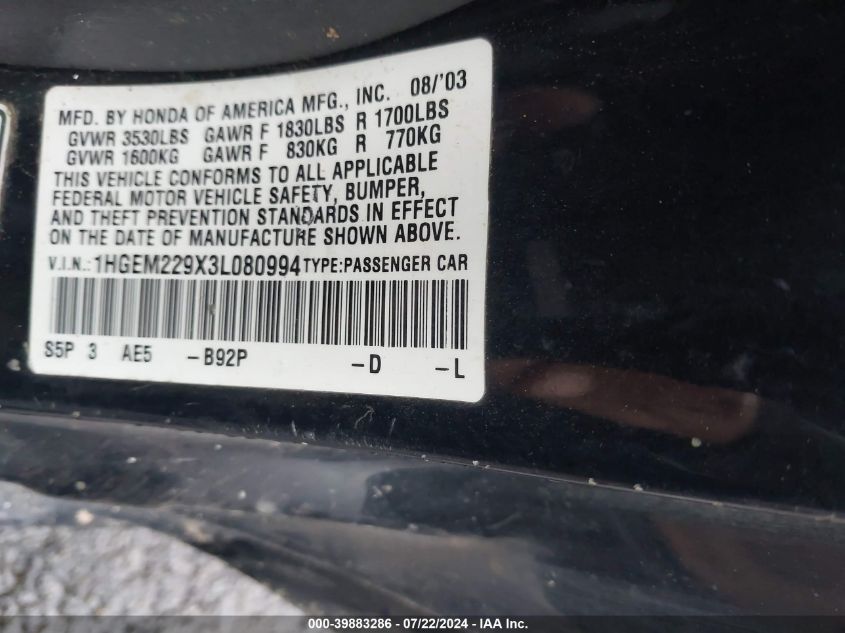 MFD. BY HONDA OF AMERICA MFG., INC. 08/'03
GVWR 3530LBS GAWR F 1830LBS R 1700LBS
GVWR 1600KG GAWR F 830KG R 770KG
THIS VEHICLE CONFORMS TO ALL APPLICABLE
FEDERAL MOTOR VEHICLE SAFETY, BUMPER,
AND THEFT PREVENTION STANDARDS IN EFFECT
ON THE DATE OF MANUFACTURE SHOWN ABOVE.
V.I.N.:1HGEM229X3L080994 TYPE:PASSENGER CAR
S5P 3 AE5 -B92P -D -L
000-39883286 - 07/22/2024 - IAA Inc.